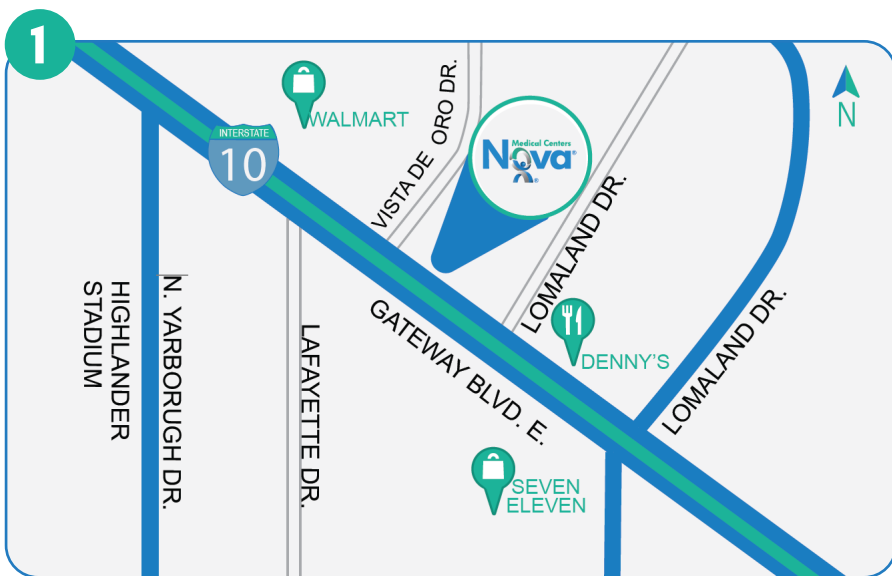 1
WALMART
VISTA DE ORO DR.
Medical Centers
Nova®
®
N
INTERSTATE
10
LOMALAND DR.
HIGHLANDER
STADIUM
N. YARBORUGH DR.
LAFAYETTE DR.
GATEWAY BLVD. E.
DENNY'S
LOMALAND DR.
SEVEN
ELEVEN